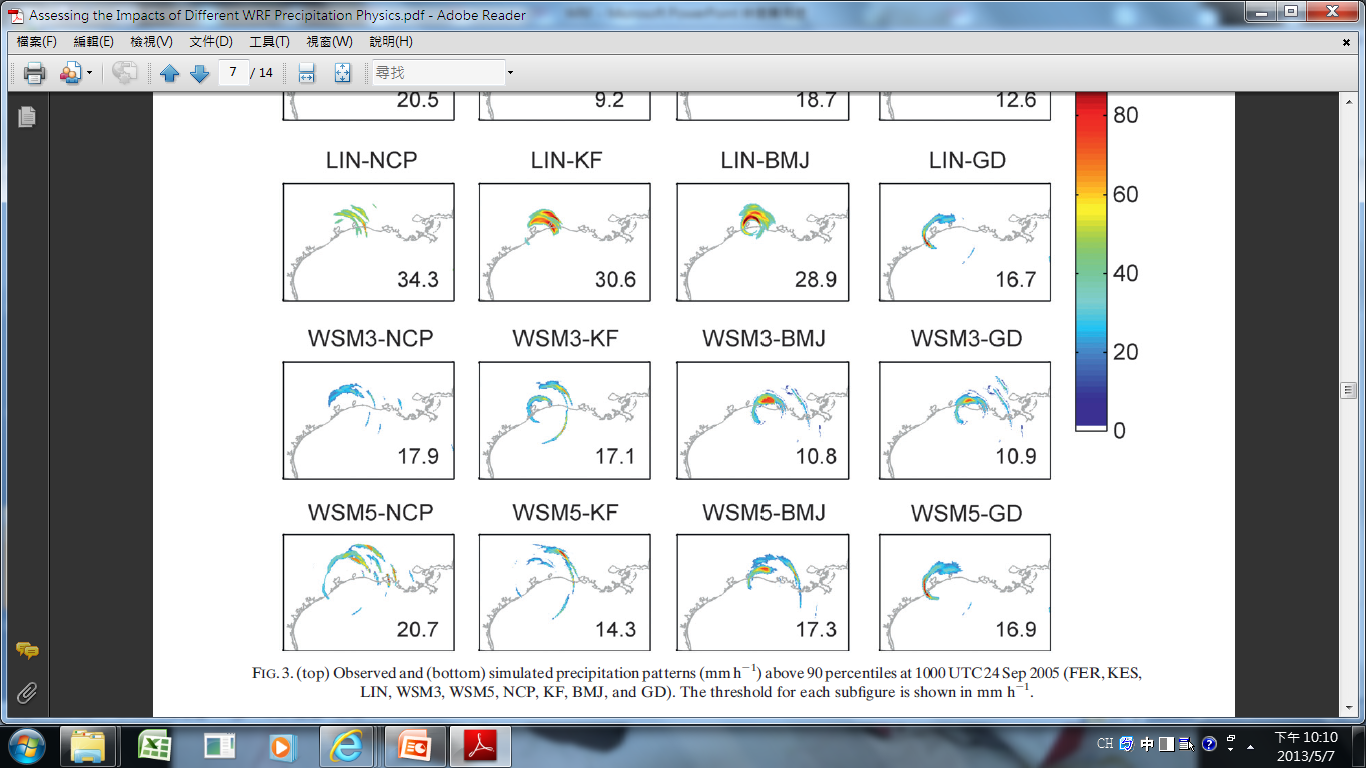 Assessing the Impacts of Different WRF Precipitation Physics.pdf - Adobe Reader
檔案(F) 編輯(E) 檢視(V) 文件(D) 工具(T) 視窗(W) 說明(H)
7 / 14 尋找
20.5 9.2 18.7 12.6
80
LIN-NCP LIN-KF LIN-BMJ LIN-GD
60
34.3 30.6 28.9 16.7
40
WSM3-NCP WSM3-KF WSM3-BMJ WSM3-GD
20
0
17.9 17.1 10.8 10.9
WSM5-NCP WSM5-KF WSM5-BMJ WSM5-GD
20.7 14.3 17.3 16.9
FIG. 3. (top) Observed and (bottom) simulated precipitation patterns (mm h⁻¹) above 90 percentiles at 1000 UTC 24 Sep 2005 (FER, KES,
LIN, WSM3, WSM5, NCP, KF, BMJ, and GD). The threshold for each subfigure is shown in mm h⁻¹.
CH 中 下午 10:10
2013/5/7